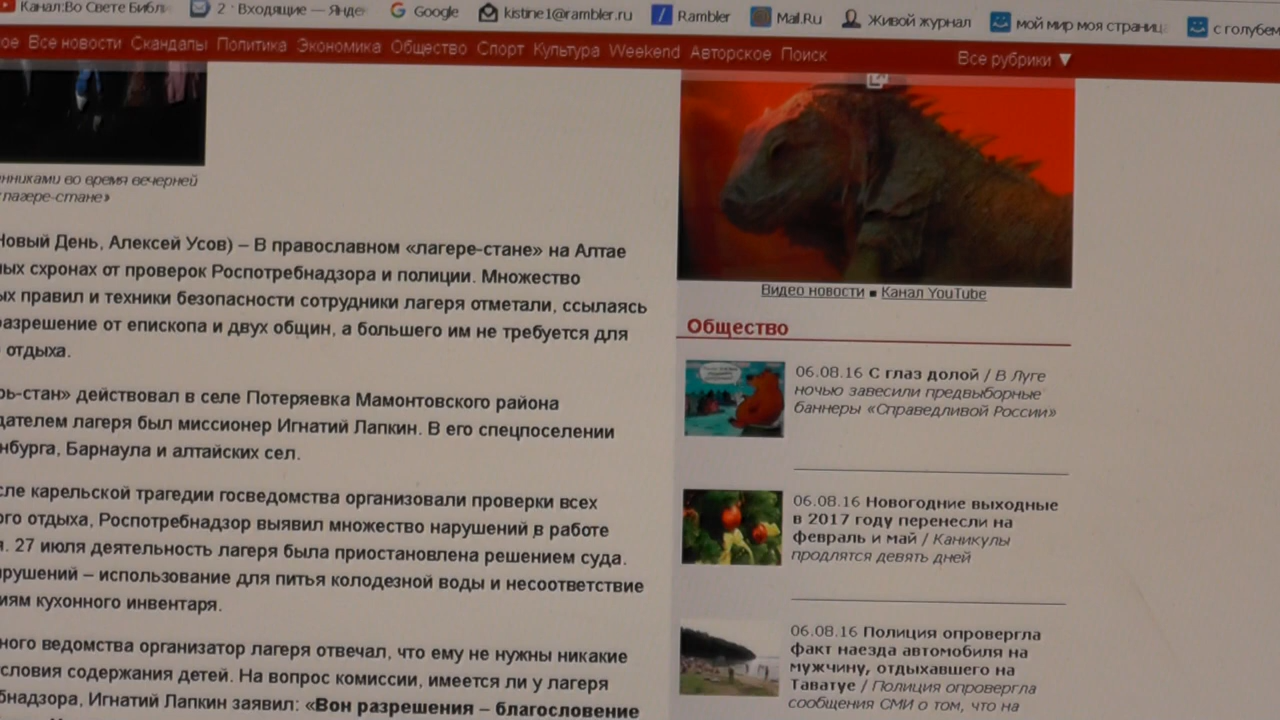 Канал:Во Свете Библ
2 · Входящие — Янде
Google
kistine1@rambler.ru
Rambler
Mail.Ru
Живой журнал
мой мир моя страниц
с голубем
ое Все новости Скандалы Политика Экономика Общество Спорт Культура Weekend Авторское Поиск
Все рубрики ▼
нниками во время вечерней
«лагере-стане»
Новый День, Алексей Усов) – В православном «лагере-стане» на Алтае
ных схронах от проверок Роспотребнадзора и полиции. Множество
ых правил и техники безопасности сотрудники лагеря отметали, ссылаясь
азрешение от епископа и двух общин, а большего им не требуется для
отдыха.
рь-стан» действовал в селе Потеряевка Мамонтовского района
дателем лагеря был миссионер Игнатий Лапкин. В его спецпоселении
нбурга, Барнаула и алтайских сел.
сле карельской трагедии госведомства организовали проверки всех
ого отдыха, Роспотребнадзор выявил множество нарушений в работе
я. 27 июля деятельность лагеря была приостановлена решением суда.
арушений – использование для питья колодезной воды и несоответствие
иям кухонного инвентаря.
ного ведомства организатор лагеря отвечал, что ему не нужны никакие
словия содержания детей. На вопрос комиссии, имеется ли у лагеря
бнадзора, Игнатий Лапкин заявил: «Вон разрешения – благословение
Видео новости ■ Канал YouTube
Общество
06.08.16 С глаз долой / В Луге
ночью завесили предвыборные
баннеры «Справедливой России»
06.08.16 Новогодние выходные
в 2017 году перенесли на
февраль и май / Каникулы
продлятся девять дней
06.08.16 Полиция опровергла
факт наезда автомобиля на
мужчину, отдыхавшего на
Таватуе / Полиция опровергла
сообщения СМИ о том, что на